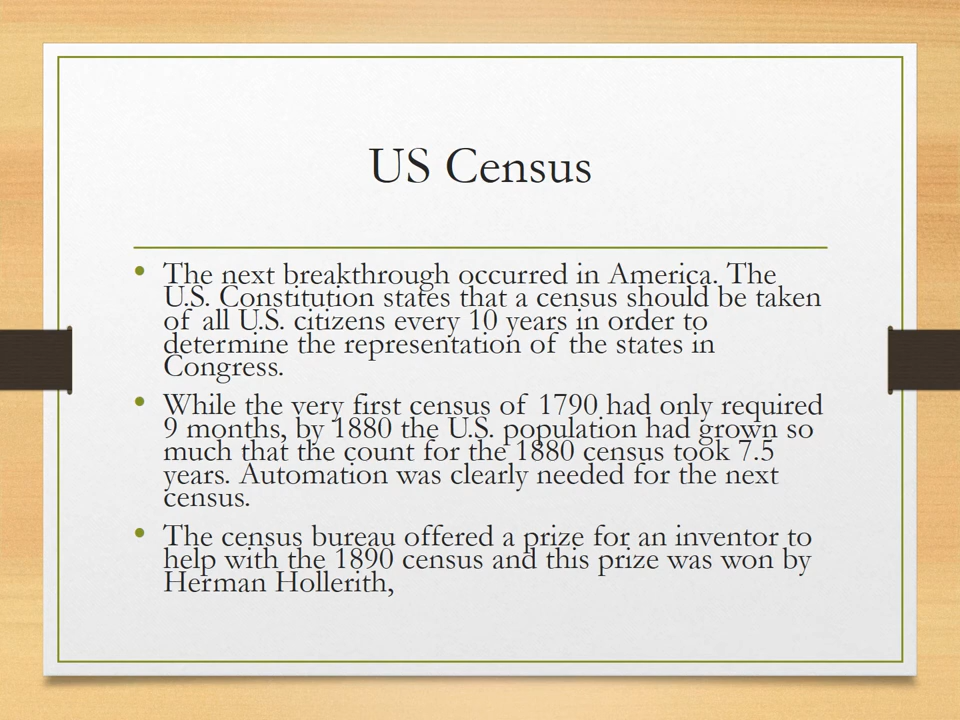 US Census
• The next breakthrough occurred in America. The
U.S. Constitution states that a census should be taken
of all U.S. citizens every 10 years in order to
determine the representation of the states in
Congress.
• While the very first census of 1790 had only required
9 months, by 1880 the U.S. population had grown so
much that the count for the 1880 census took 7.5
years. Automation was clearly needed for the next
census.
• The census bureau offered a prize for an inventor to
help with the 1890 census and this prize was won by
Herman Hollerith,